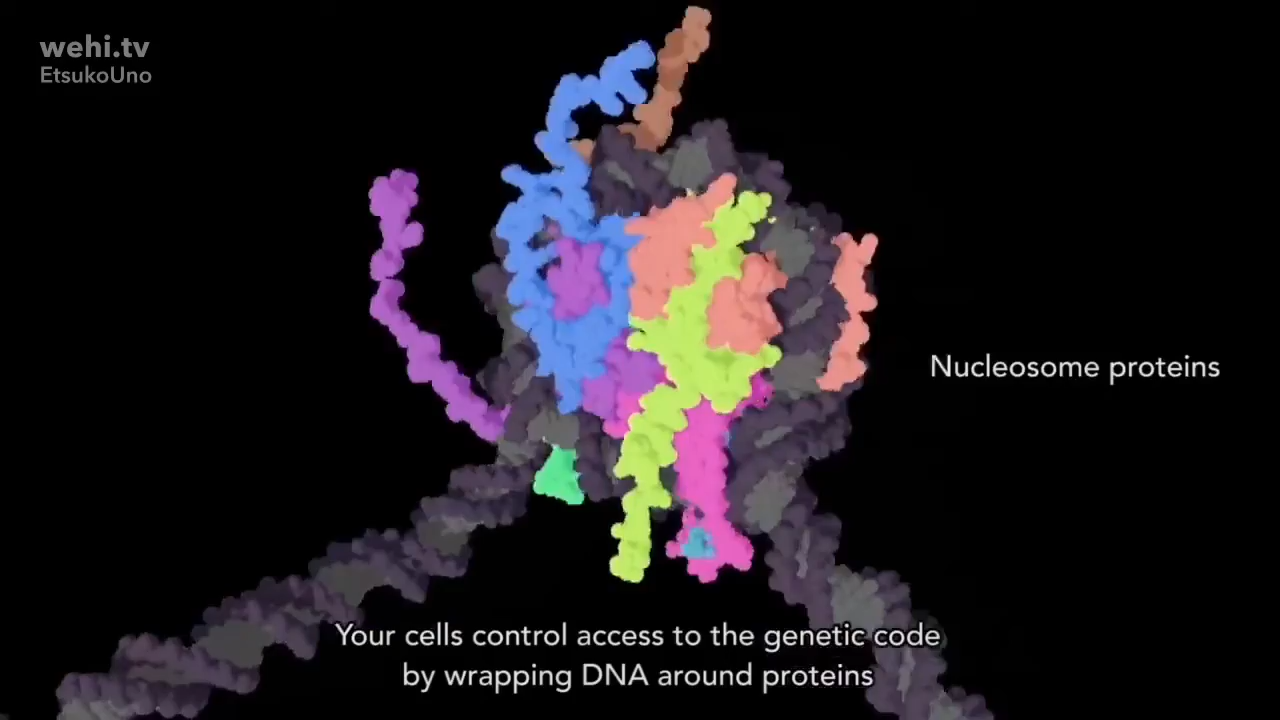 wehi.tv
EtsukoUno
Nucleosome proteins
Your cells control access to the genetic code
by wrapping DNA around proteins